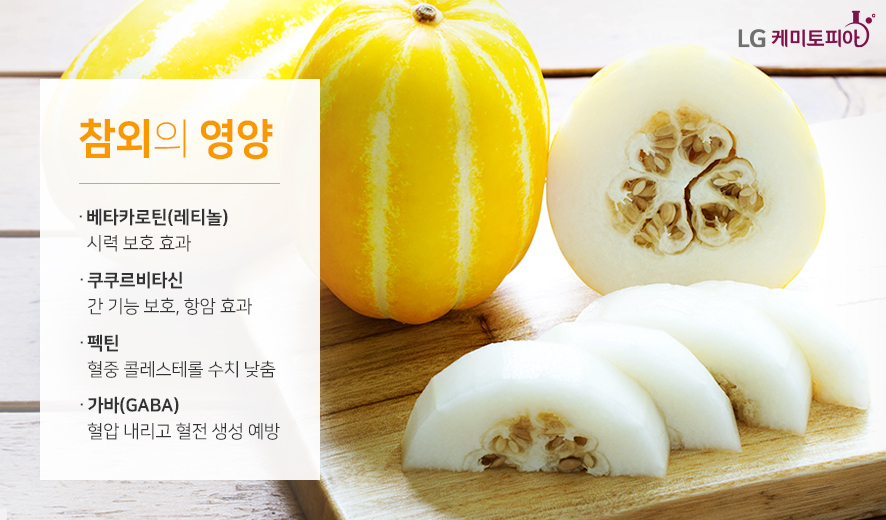 LG 케미토피아
참외의 영양
· 베타카로틴(레티놀)
시력 보호 효과
· 쿠쿠르비타신
간 기능 보호, 항암 효과
· 펙틴
혈중 콜레스테롤 수치 낮춤
· 가바(GABA)
혈압 내리고 혈전 생성 예방